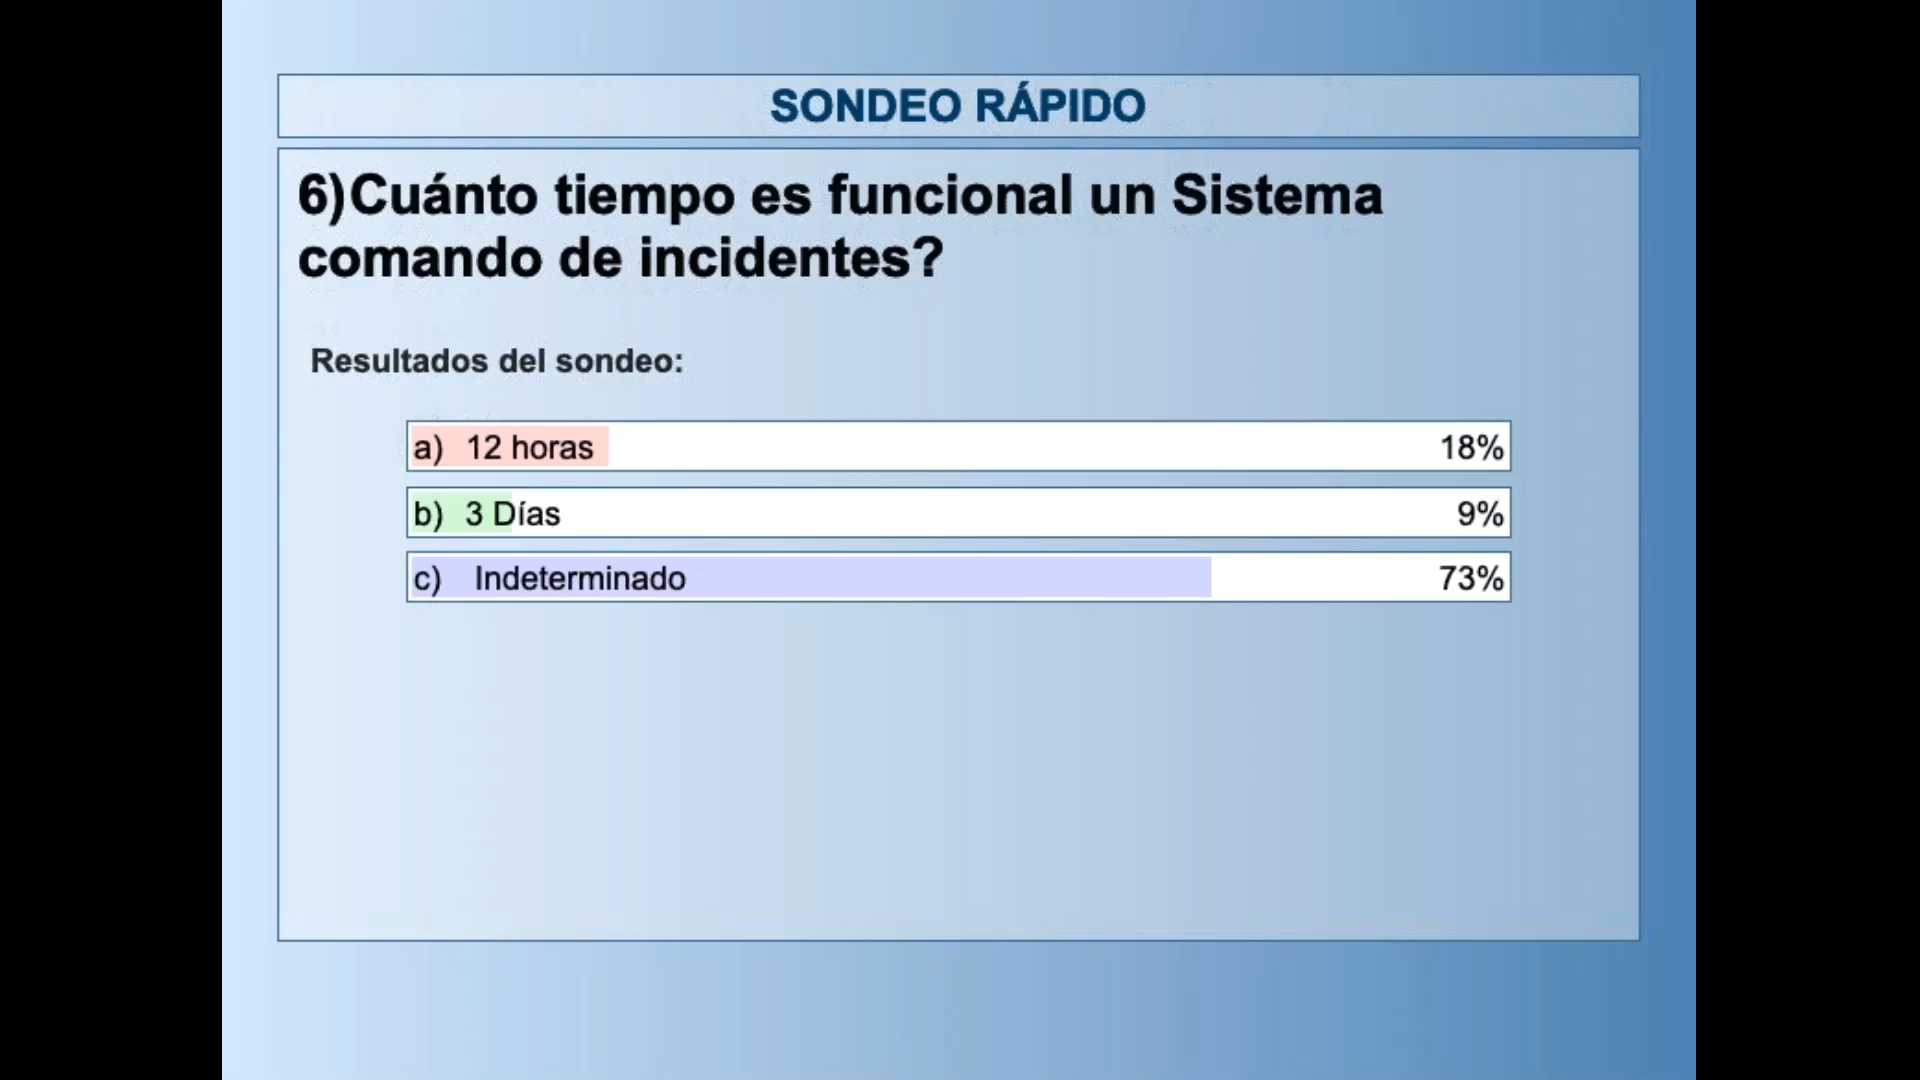 SONDEO RÁPIDO
6)Cuánto tiempo es funcional un Sistema
comando de incidentes?
Resultados del sondeo:
a) 12 horas 18%
b) 3 Días 9%
c) Indeterminado 73%